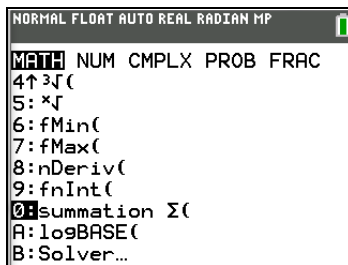 NORMAL FLOAT AUTO REAL RADIAN MP
MATH NUM CMPLX PROB FRAC
4↑³√(
5:ˣ√
6:fMin(
7:fMax(
8:nDeriv(
9:fnInt(
0:summation Σ(
A:logBASE(
B:Solver…